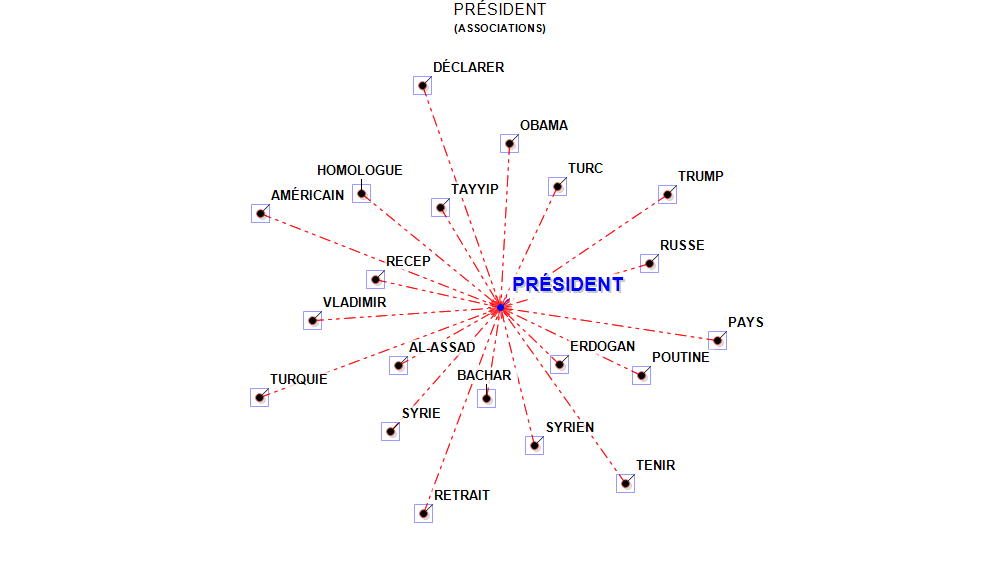 PRÉSIDENT
(ASSOCIATIONS)
DÉCLARER
OBAMA
HOMOLOGUE
TURC
TRUMP
AMÉRICAIN
TAYYIP
RUSSE
RECEP
PRÉSIDENT
VLADIMIR
PAYS
AL-ASSAD
ERDOGAN
POUTINE
BACHAR
TURQUIE
SYRIE
SYRIEN
TENIR
RETRAIT